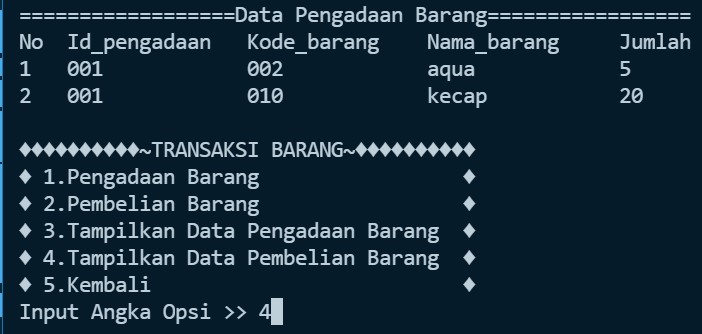 ==================Data Pengadaan Barang=================
No  Id_pengadaan   Kode_barang    Nama_barang     Jumlah
1   001            002            aqua            5
2   001            010            kecap           20
♦♦♦♦♦♦♦♦♦♦~TRANSAKSI BARANG~♦♦♦♦♦♦♦♦♦♦
♦ 1.Pengadaan Barang                 ♦
♦ 2.Pembelian Barang                 ♦
♦ 3.Tampilkan Data Pengadaan Barang  ♦
♦ 4.Tampilkan Data Pembelian Barang  ♦
♦ 5.Kembali                          ♦
Input Angka Opsi >> 4